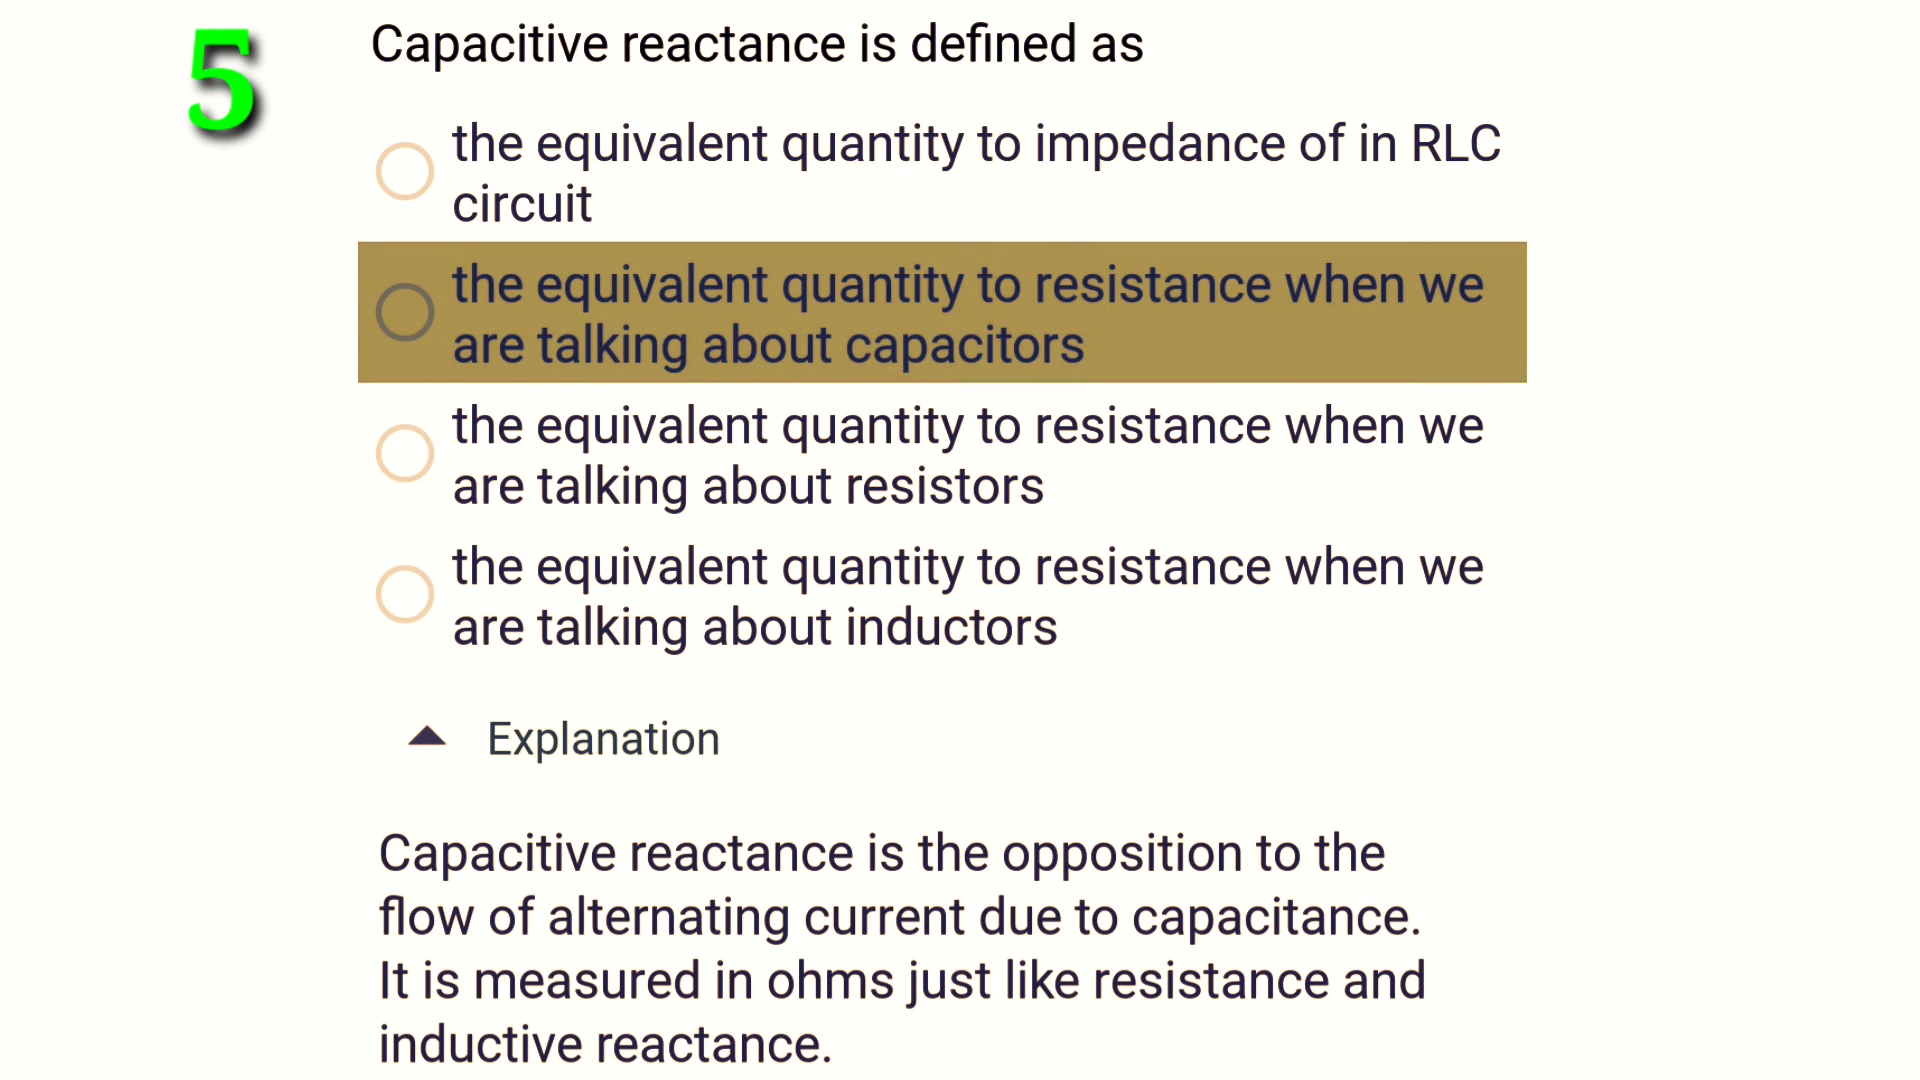 5
Capacitive reactance is defined as
the equivalent quantity to impedance of in RLC
circuit
the equivalent quantity to resistance when we
are talking about capacitors
the equivalent quantity to resistance when we
are talking about resistors
the equivalent quantity to resistance when we
are talking about inductors
Explanation
Capacitive reactance is the opposition to the
flow of alternating current due to capacitance.
It is measured in ohms just like resistance and
inductive reactance.